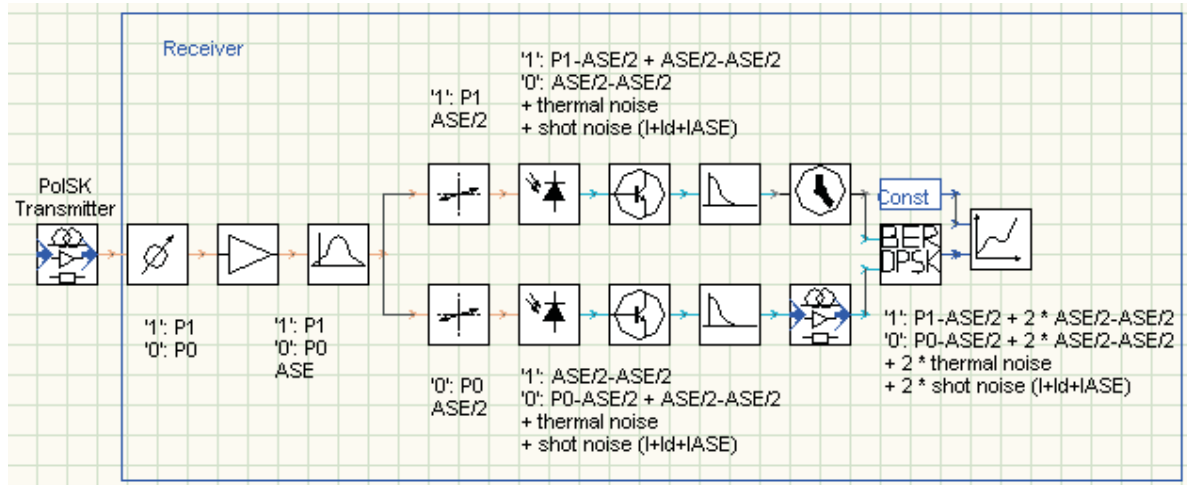 Receiver
'1': P1-ASE/2 + ASE/2-ASE/2
'0': ASE/2-ASE/2
+ thermal noise
+ shot noise (I+Id+IASE)
'1': P1
ASE/2
PolSK
Transmitter
Const
BER
DPSK
'1': P1
'0': P0
'1': P1
'0': P0
ASE
'0': P0
ASE/2
'1': ASE/2-ASE/2
'0': P0-ASE/2 + ASE/2-ASE/2
+ thermal noise
+ shot noise (I+Id+IASE)
'1': P1-ASE/2 + 2 * ASE/2-ASE/2
'0': P0-ASE/2 + 2 * ASE/2-ASE/2
+ 2 * thermal noise
+ 2 * shot noise (I+Id+IASE)